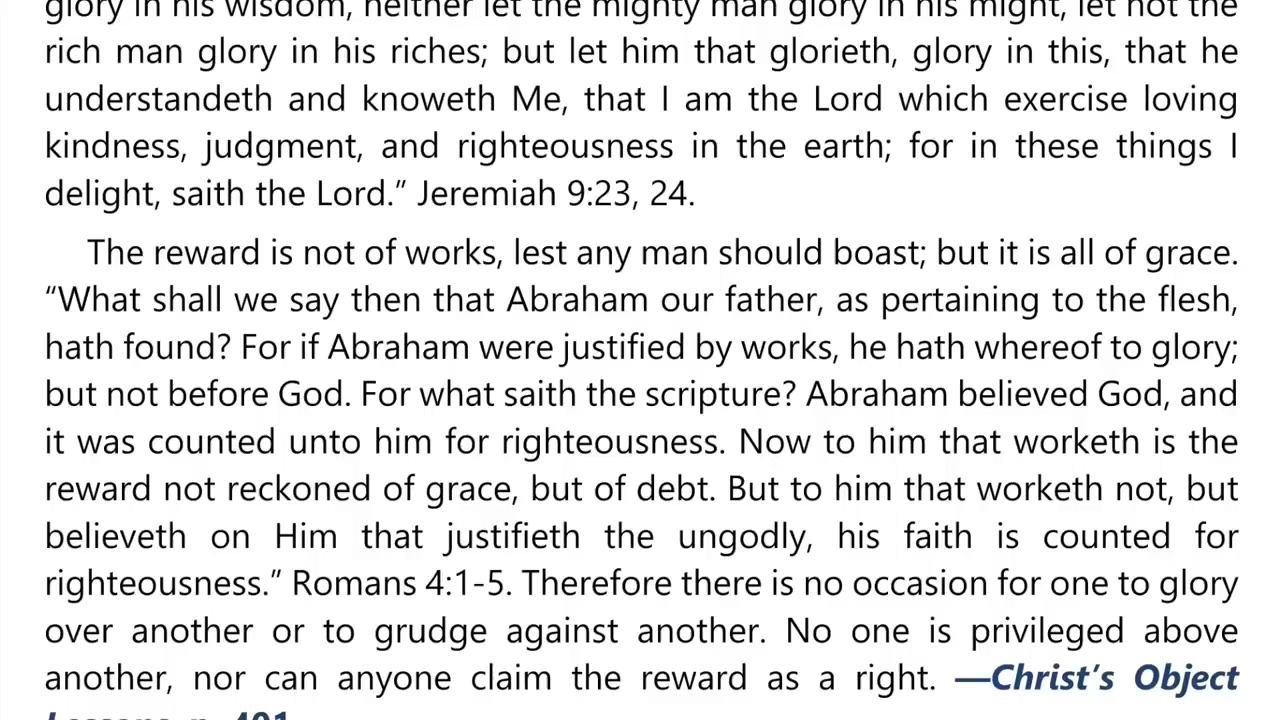 glory in his wisdom, neither let the mighty man glory in his might, let not the
rich man glory in his riches; but let him that glorieth, glory in this, that he
understandeth and knoweth Me, that I am the Lord which exercise loving
kindness, judgment, and righteousness in the earth; for in these things I
delight, saith the Lord.” Jeremiah 9:23, 24.
The reward is not of works, lest any man should boast; but it is all of grace.
“What shall we say then that Abraham our father, as pertaining to the flesh,
hath found? For if Abraham were justified by works, he hath whereof to glory;
but not before God. For what saith the scripture? Abraham believed God, and
it was counted unto him for righteousness. Now to him that worketh is the
reward not reckoned of grace, but of debt. But to him that worketh not, but
believeth on Him that justifieth the ungodly, his faith is counted for
righteousness.” Romans 4:1-5. Therefore there is no occasion for one to glory
over another or to grudge against another. No one is privileged above
another, nor can anyone claim the reward as a right. —Christ’s Object
Lessons, p. 401